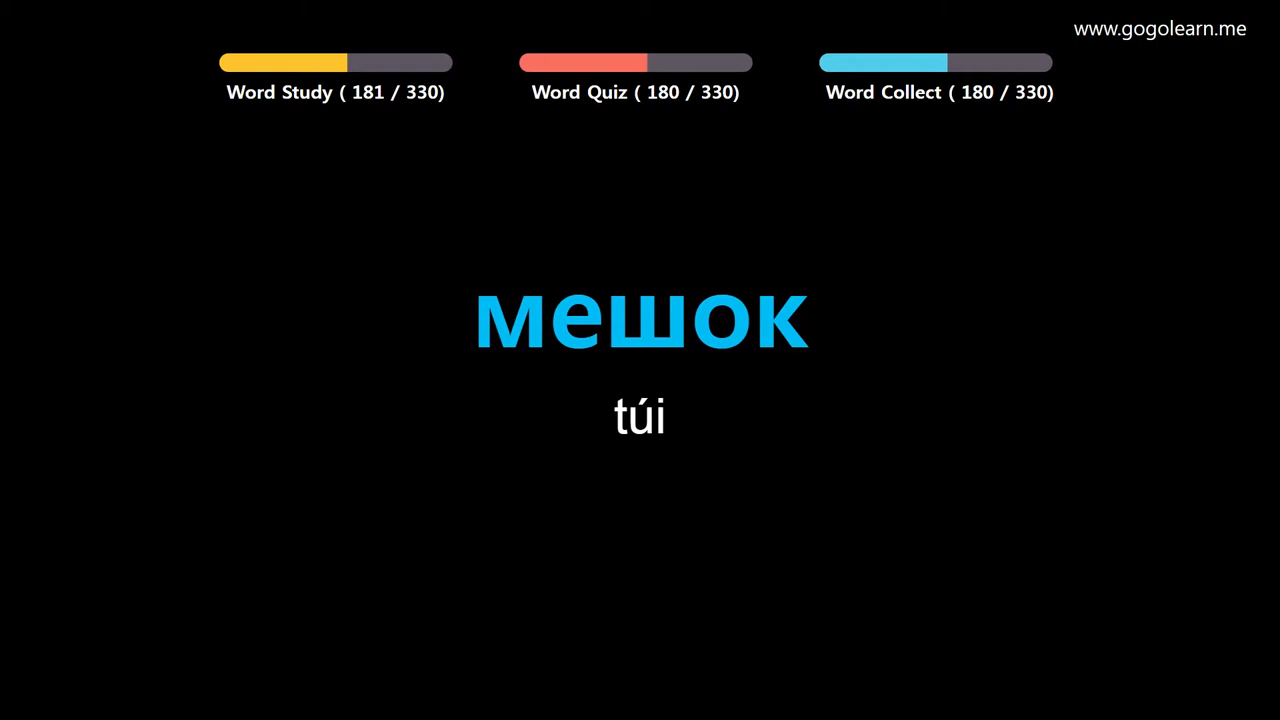 www.gogolearn.me
Word Study ( 181 / 330)
Word Quiz ( 180 / 330)
Word Collect ( 180 / 330)
мешок
túi